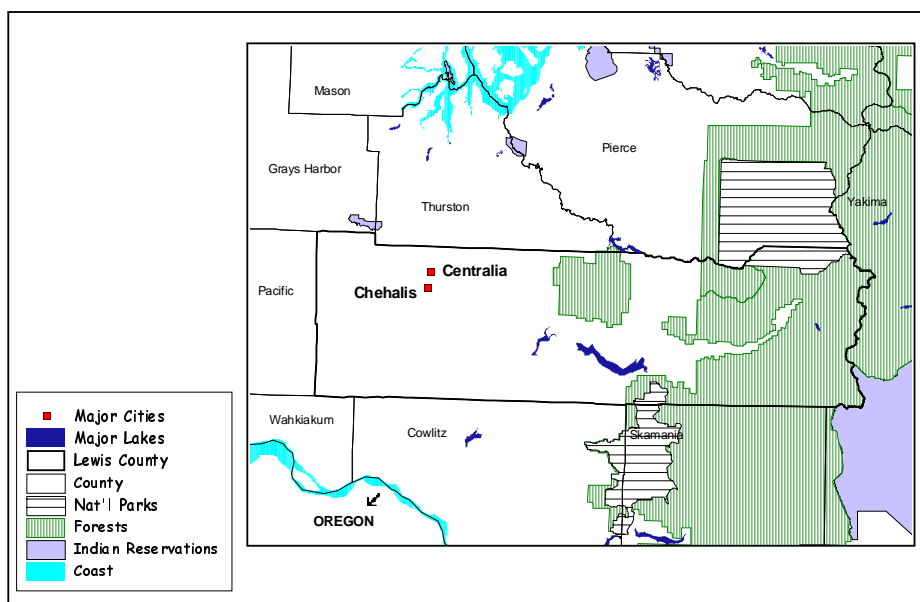 Mason
Grays Harbor
Pierce
Yakima
Thurston
Centralia
Chehalis
Pacific
Wahkiakum
Cowlitz
Skamania
OREGON
Major Cities
Major Lakes
Lewis County
County
Nat'l Parks
Forests
Indian Reservations
Coast